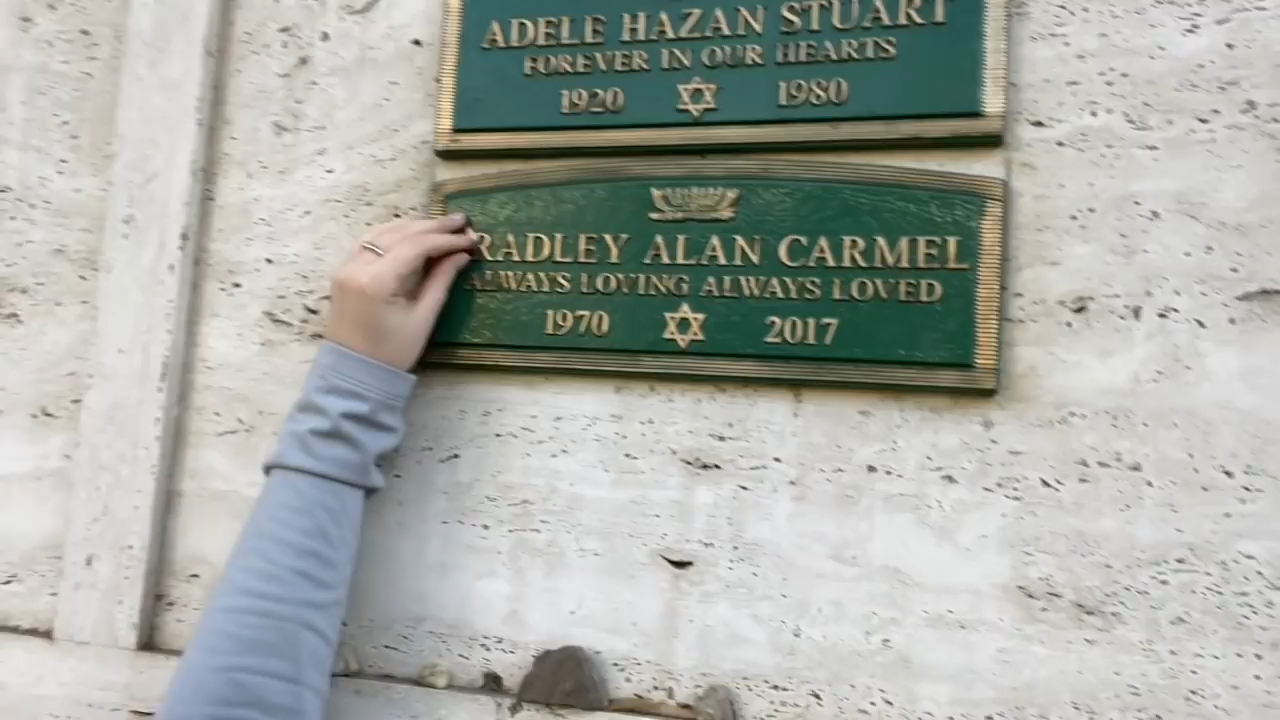 ADELE HAZAN STUART
FOREVER IN OUR HEARTS
1920 1980
RADLEY ALAN CARMEL
ALWAYS LOVING ALWAYS LOVED
1970 2017